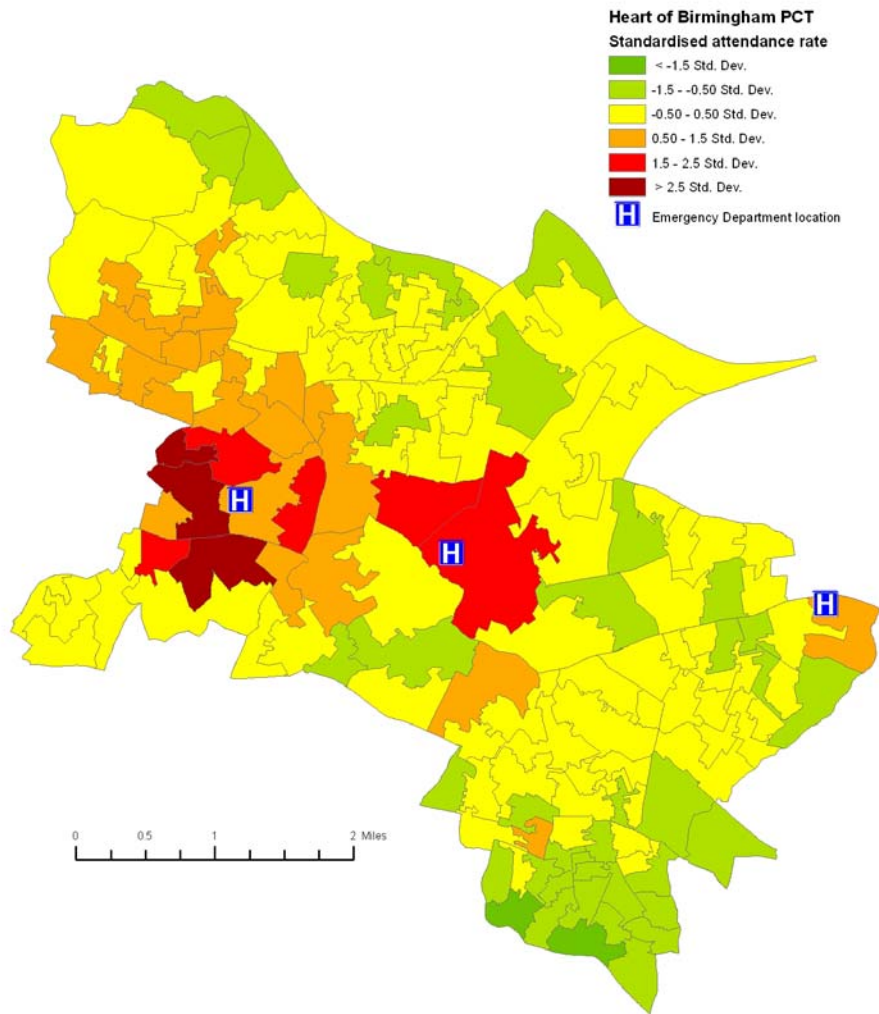 Heart of Birmingham PCT
Standardised attendance rate
< -1.5 Std. Dev.
-1.5 - -0.50 Std. Dev.
-0.50 - 0.50 Std. Dev.
0.50 - 1.5 Std. Dev.
1.5 - 2.5 Std. Dev.
> 2.5 Std. Dev.
H Emergency Department location
H
H
H
0 0.5 1 2 Miles